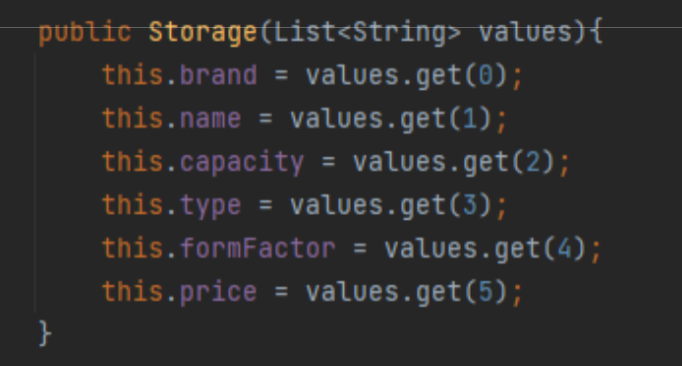 public Storage(List<String> values){
this.brand = values.get(0);
this.name = values.get(1);
this.capacity = values.get(2);
this.type = values.get(3);
this.formFactor = values.get(4);
this.price = values.get(5);
}